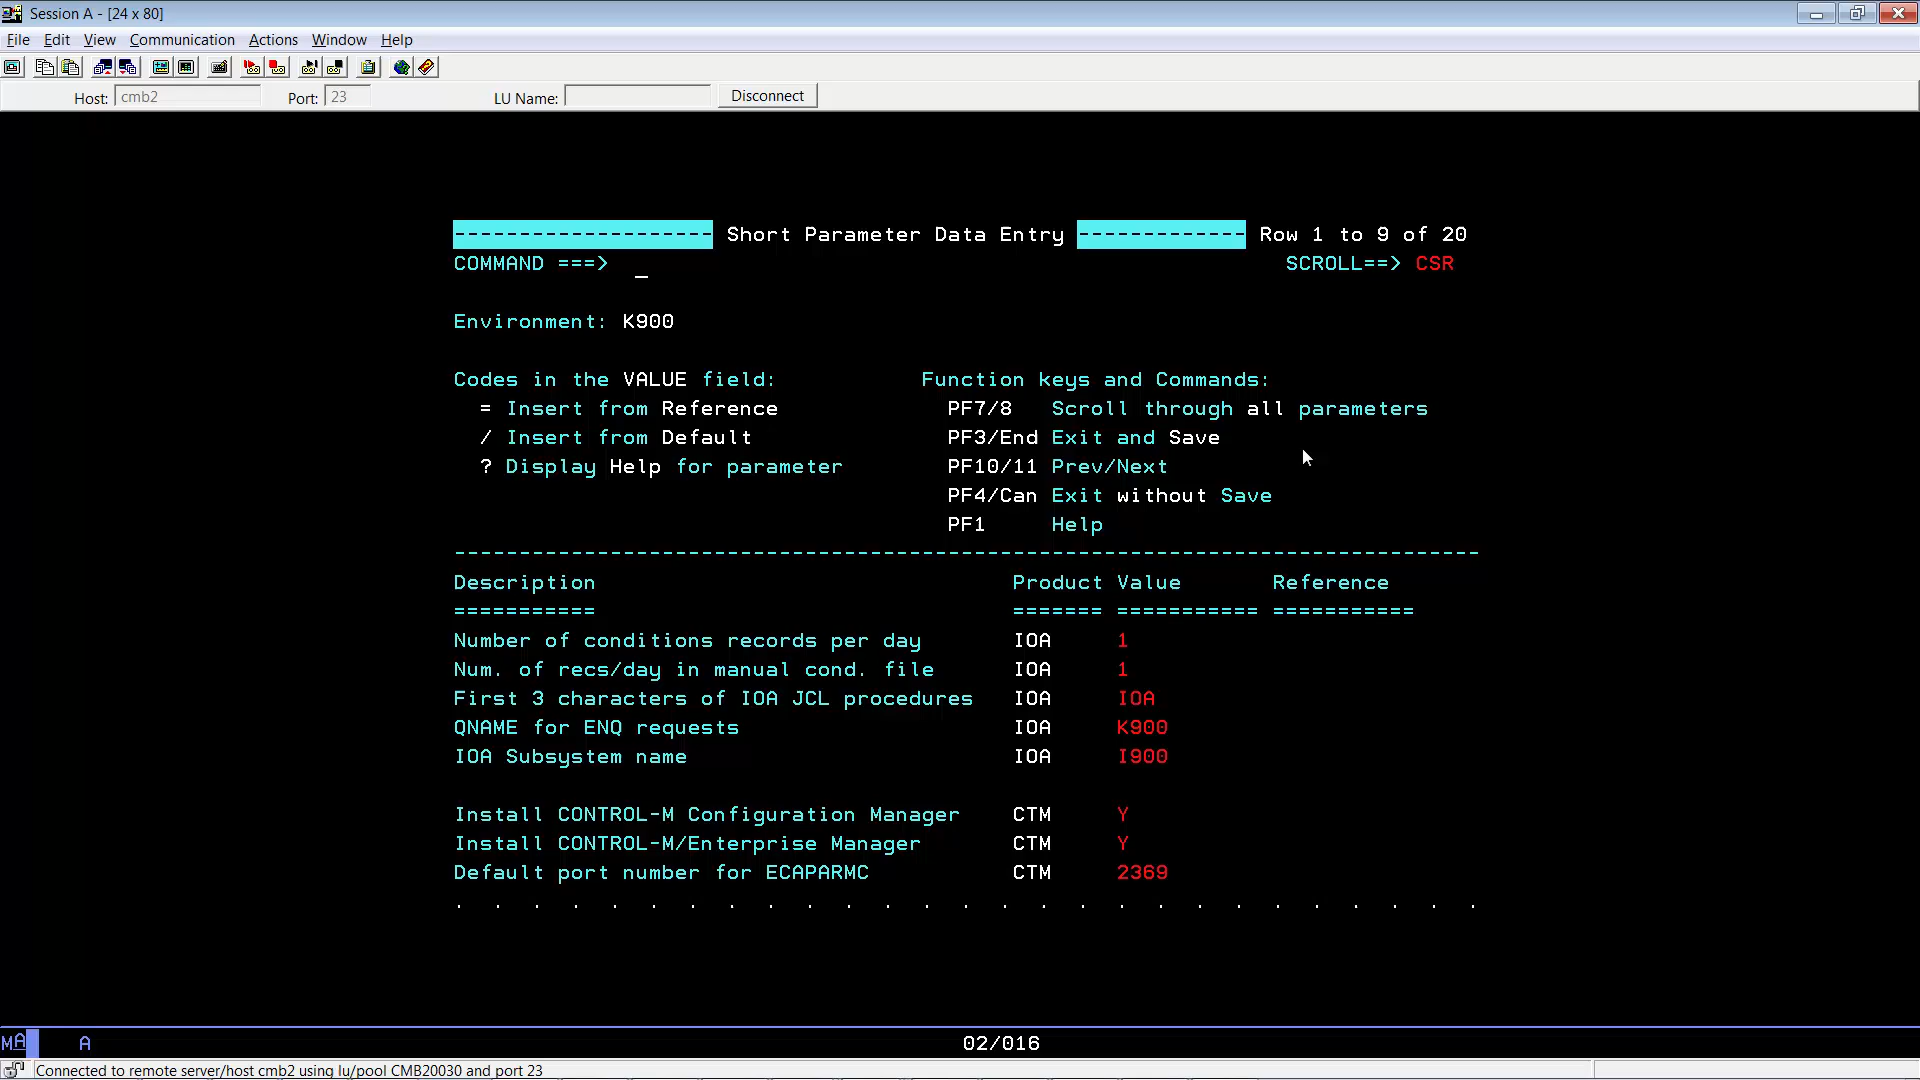 Session A - [24 x 80]
File Edit View Communication Actions Window Help
Host: cmb2 Port: 23 LU Name: Disconnect
-------------------- Short Parameter Data Entry ------------- Row 1 to 9 of 20
COMMAND ===> _ SCROLL==> CSR
Environment: K900
Codes in the VALUE field: Function keys and Commands:
= Insert from Reference PF7/8 Scroll through all parameters
/ Insert from Default PF3/End Exit and Save
? Display Help for parameter PF10/11 Prev/Next
PF4/Can Exit without Save
PF1 Help
-------------------------------------------------------------------------------
Description Product Value Reference
=========== ======= =========== ===========
Number of conditions records per day IOA 1
Num. of recs/day in manual cond. file IOA 1
First 3 characters of IOA JCL procedures IOA IOA
QNAME for ENQ requests IOA K900
IOA Subsystem name IOA I900
Install CONTROL-M Configuration Manager CTM Y
Install CONTROL-M/Enterprise Manager CTM Y
Default port number for ECAPARMC CTM 2369
. . . . . . . . . . . . . . . . . . . . . . . . . . .
MA A 02/016
Connected to remote server/host cmb2 using lu/pool CMB20030 and port 23